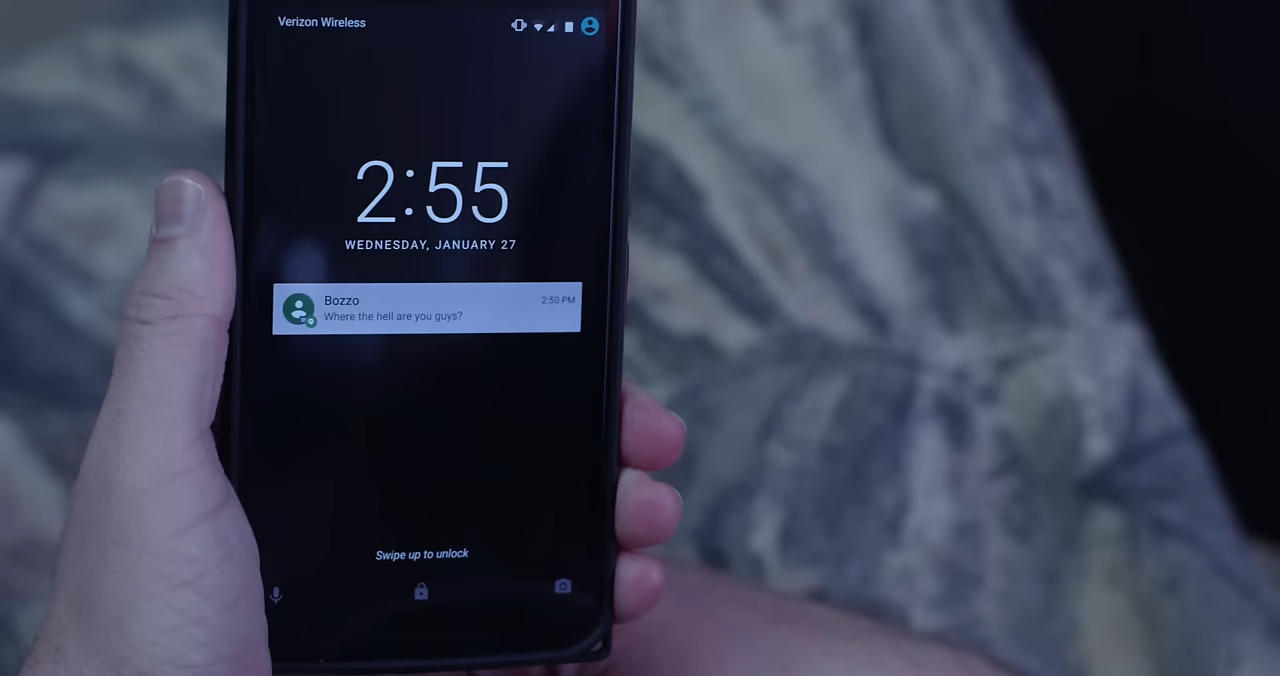 Verizon Wireless
2:55
WEDNESDAY, JANUARY 27
Bozzo
2:50 PM
Where the hell are you guys?
Swipe up to unlock